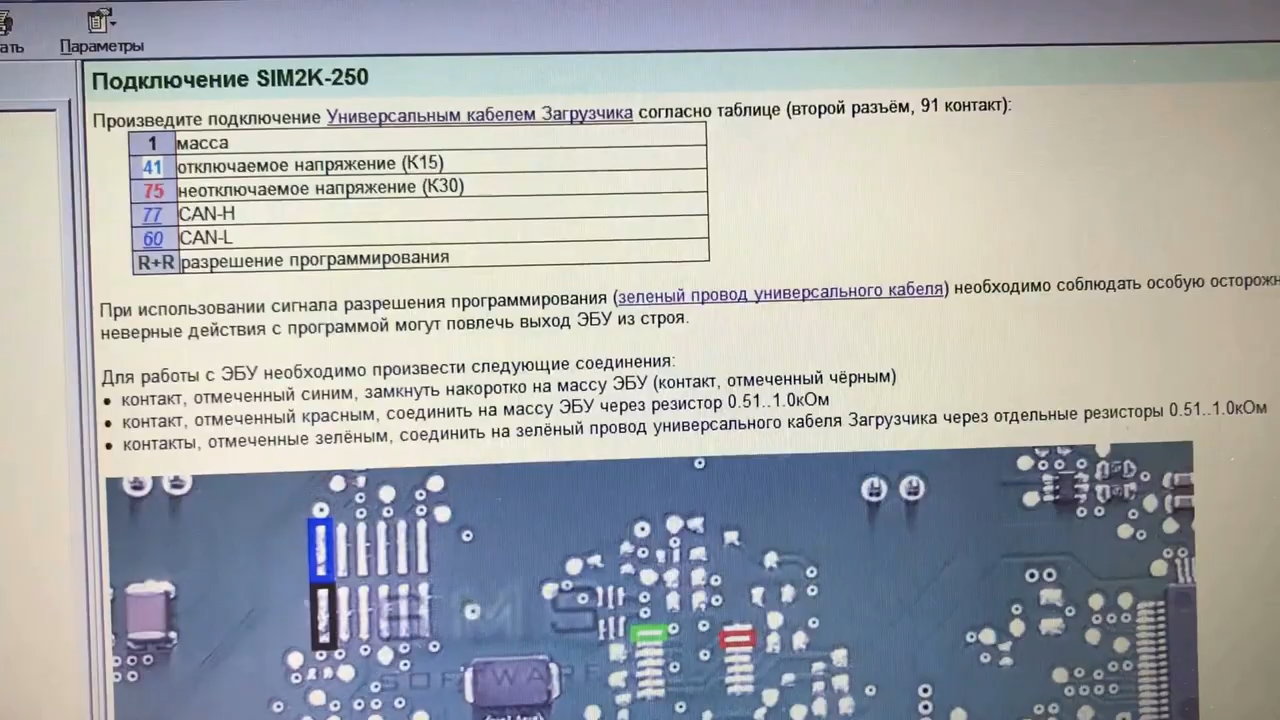 ать
Параметры
Подключение SIM2K-250
Произведите подключение Универсальным кабелем Загрузчика согласно таблице (второй разъём, 91 контакт):
1 масса
41 отключаемое напряжение (К15)
75 неотключаемое напряжение (К30)
77 CAN-H
60 CAN-L
R+R разрешение программирования
При использовании сигнала разрешения программирования (зеленый провод универсального кабеля) необходимо соблюдать особую осторожн
неверные действия с программой могут повлечь выход ЭБУ из строя.
Для работы с ЭБУ необходимо произвести следующие соединения:
• контакт, отмеченный синим, замкнуть накоротко на массу ЭБУ (контакт, отмеченный чёрным)
• контакт, отмеченный красным, соединить на массу ЭБУ через резистор 0.51..1.0кОм
• контакты, отмеченные зелёным, соединить на зелёный провод универсального кабеля Загрузчика через отдельные резисторы 0.51..1.0кОм
SOFTWARE